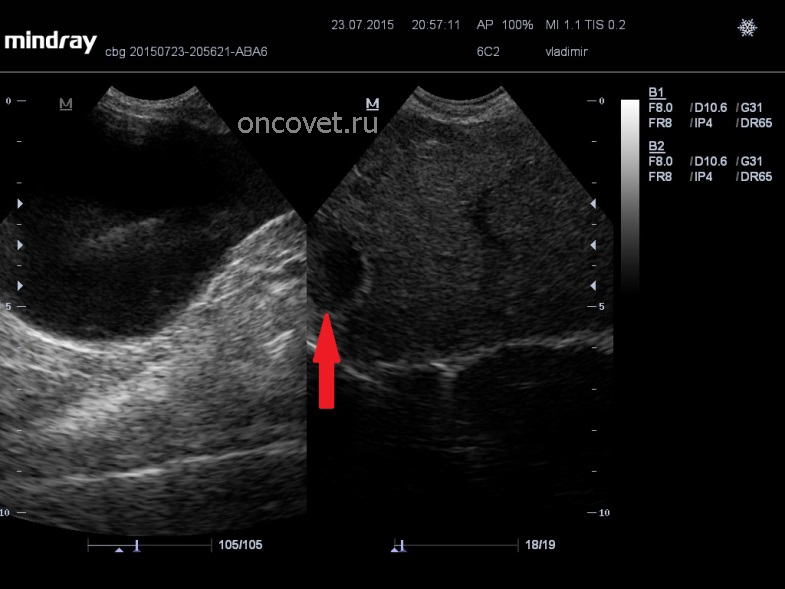 mindray
cbg 20150723-205621-ABA6
23.07.2015 20:57:11 AP 100% MI 1.1 TIS 0.2
6C2 vladimir
M
M
oncovet.ru
0
5
10
0
5
10
B1
F8.0 /D10.6 /G31
FR8 /IP4 /DR65
B2
F8.0 /D10.6 /G31
FR8 /IP4 /DR65
105/105
18/19